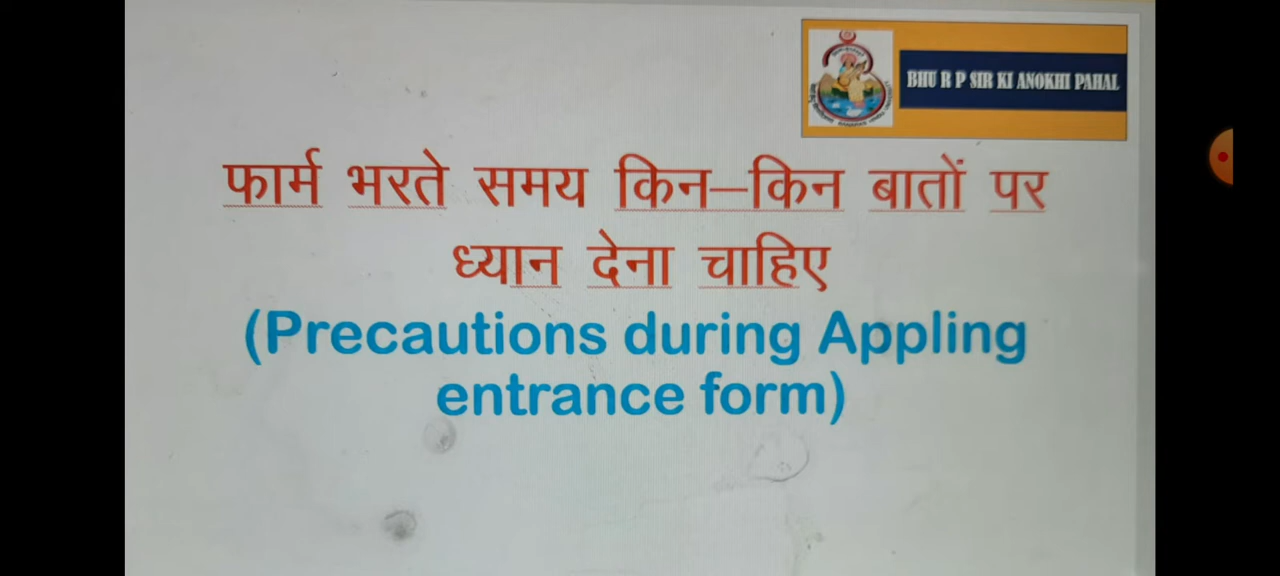 BHU R P SIR KI ANOKHI PAHAL
फार्म भरते समय किन–किन बातों पर
ध्यान देना चाहिए
(Precautions during Appling
entrance form)